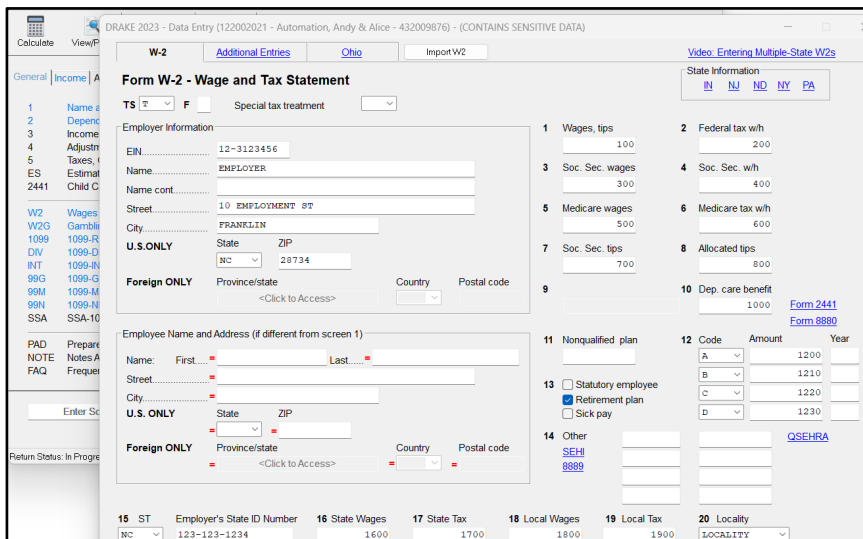 DRAKE 2023 - Data Entry (122002021 - Automation, Andy & Alice - 432009876) - (CONTAINS SENSITIVE DATA)
Calculate View/P
General Income A
1 Name a
2 Depend
3 Income
4 Adjustm
5 Taxes, C
ES Estimat
2441 Child C
W2 Wages
W2G Gambli
1099 1099-R
DIV 1099-D
INT 1099-IN
99G 1099-G
99M 1099-M
99N 1099-N
SSA SSA-10
PAD Prepare
NOTE Notes A
FAQ Freque
Enter Sc
Return Status: In Progre
W-2 Additional Entries Ohio Import W2 Video: Entering Multiple-State W2s
Form W-2 - Wage and Tax Statement
State Information
IN NJ ND NY PA
TS T F Special tax treatment
Employer Information
EIN 12-3123456
Name EMPLOYER
Name cont
Street 10 EMPLOYMENT ST
City FRANKLIN
U.S.ONLY State ZIP
NC 28734
Foreign ONLY Province/state Country Postal code
<Click to Access>
1 Wages, tips 2 Federal tax w/h
100 200
3 Soc. Sec. wages 4 Soc. Sec. w/h
300 400
5 Medicare wages 6 Medicare tax w/h
500 600
7 Soc. Sec. tips 8 Allocated tips
700 800
9 10 Dep. care benefit
1000 Form 2441
Form 8880
Employee Name and Address (if different from screen 1)
Name: First = Last =
Street =
City =
U.S. ONLY State ZIP
= =
Foreign ONLY Province/state Country Postal code
= <Click to Access> = =
11 Nonqualified plan 12 Code Amount Year
A 1200
B 1210
C 1220
D 1230
13 Statutory employee
Retirement plan
Sick pay
14 Other QSEHRA
SEHI
8889
15 ST Employer's State ID Number 16 State Wages 17 State Tax 18 Local Wages 19 Local Tax 20 Locality
NC 123-123-1234 1600 1700 1800 1900 LOCALITY